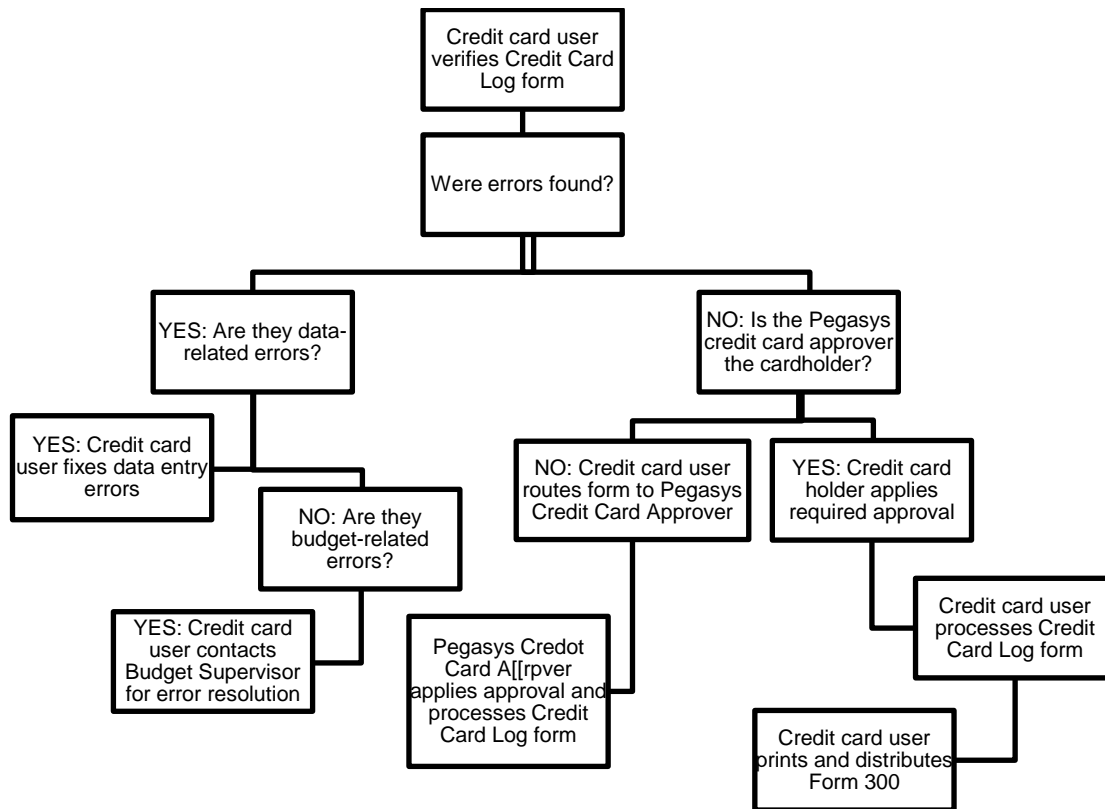 Credit card user
verifies Credit Card
Log form
Were errors found?
YES: Are they data-
related errors?
NO: Is the Pegasys
credit card approver
the cardholder?
YES: Credit card
user fixes data entry
errors
NO: Are they
budget-related
errors?
YES: Credit card
user contacts
Budget Supervisor
for error resolution
NO: Credit card user
routes form to Pegasys
Credit Card Approver
YES: Credit card
holder applies
required approval
Pegasys Credot
Card A[[rpver
applies approval and
processes Credit
Card Log form
Credit card user
processes Credit
Card Log form
Credit card user
prints and distributes
Form 300